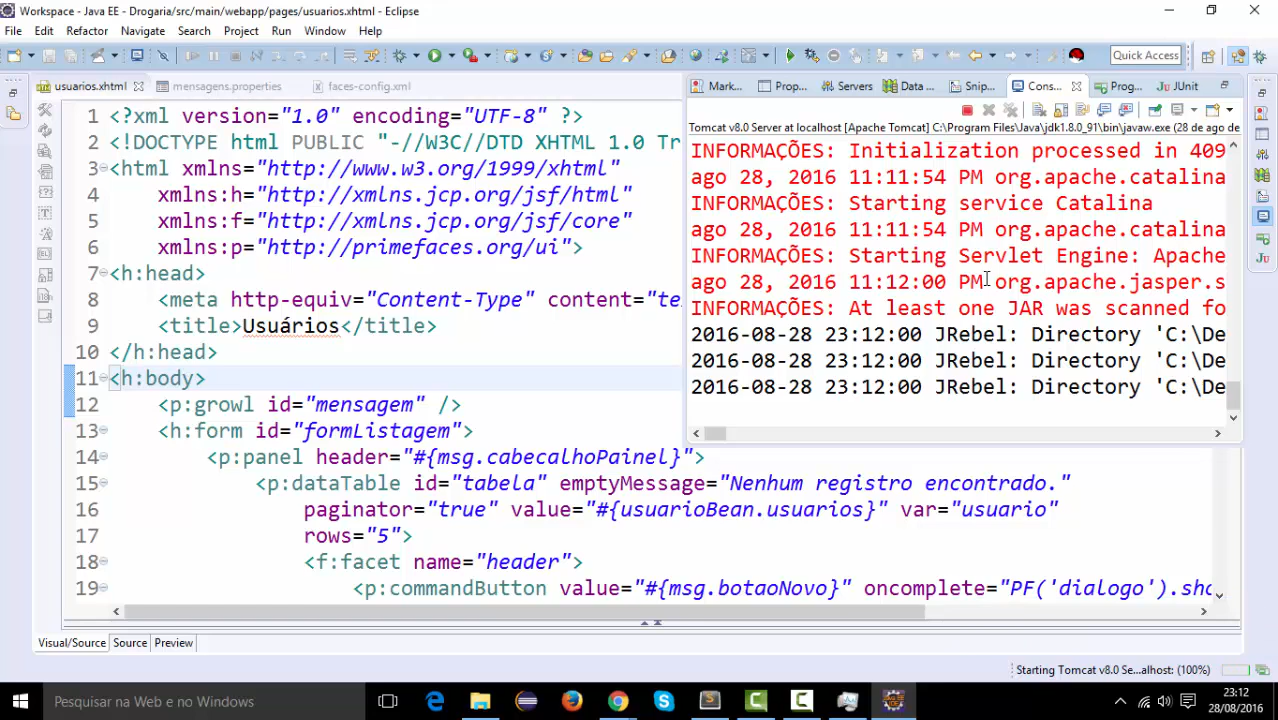 Workspace - Java EE - Drogaria/src/main/webapp/pages/usuarios.xhtml - Eclipse
File Edit Refactor Navigate Search Project Run Window Help
Quick Access
usuarios.xhtml mensagens.properties faces-config.xml
Mark... Prope... Servers Data ... Snip... Cons... Prog... JUnit
Tomcat v8.0 Server at localhost [Apache Tomcat] C:\Program Files\Java\jdk1.8.0_91\bin\javaw.exe (28 de ago de
INFORMAÇÕES: Initialization processed in 409
ago 28, 2016 11:11:54 PM org.apache.catalina
INFORMAÇÕES: Starting service Catalina
ago 28, 2016 11:11:54 PM org.apache.catalina
INFORMAÇÕES: Starting Servlet Engine: Apache
ago 28, 2016 11:12:00 PM org.apache.jasper.s
INFORMAÇÕES: At least one JAR was scanned fo
2016-08-28 23:12:00 JRebel: Directory 'C:\De
2016-08-28 23:12:00 JRebel: Directory 'C:\De
2016-08-28 23:12:00 JRebel: Directory 'C:\De
1 <?xml version="1.0" encoding="UTF-8" ?>
2 <!DOCTYPE html PUBLIC "-//W3C//DTD XHTML 1.0 Tr
3 <html xmlns="http://www.w3.org/1999/xhtml"
4 xmlns:h="http://xmlns.jcp.org/jsf/html"
5 xmlns:f="http://xmlns.jcp.org/jsf/core"
6 xmlns:p="http://primefaces.org/ui">
7 <h:head>
8 <meta http-equiv="Content-Type" content="te
9 <title>Usuários</title>
10 </h:head>
11 <h:body>
12 <p:growl id="mensagem" />
13 <h:form id="formListagem">
14 <p:panel header="#{msg.cabecalhoPainel}">
15 <p:dataTable id="tabela" emptyMessage="Nenhum registro encontrado."
16 paginator="true" value="#{usuarioBean.usuarios}" var="usuario"
17 rows="5">
18 <f:facet name="header">
19 <p:commandButton value="#{msg.botaoNovo}" oncomplete="PF('dialogo').sho
Visual/Source Source Preview
Starting Tomcat v8.0 Se...alhost: (100%)
Pesquisar na Web e no Windows
23:12
28/08/2016